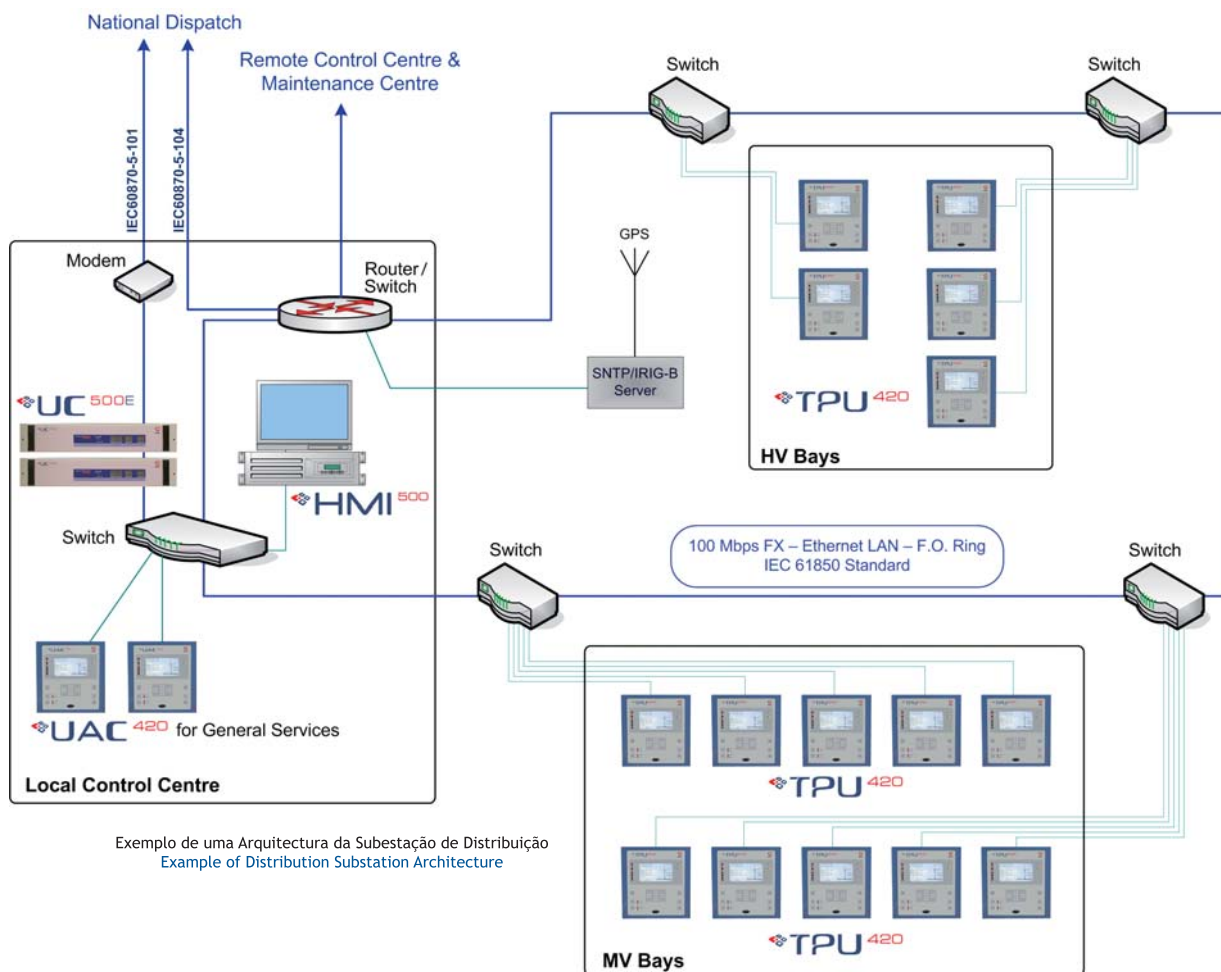 National Dispatch
Remote Control Centre &
Maintenance Centre
Switch
Switch
IEC60870-5-101
IEC60870-5-104
GPS
Modem
Router/
Switch
SNTP/IRIG-B
Server
TPU 420
HV Bays
UC 500E
HMI 500
Switch
Switch
100 Mbps FX – Ethernet LAN – F.O. Ring
IEC 61850 Standard
Switch
UAC 420 for General Services
Local Control Centre
TPU 420
TPU 420
MV Bays
Exemplo de uma Arquitectura da Subestação de Distribuição
Example of Distribution Substation Architecture